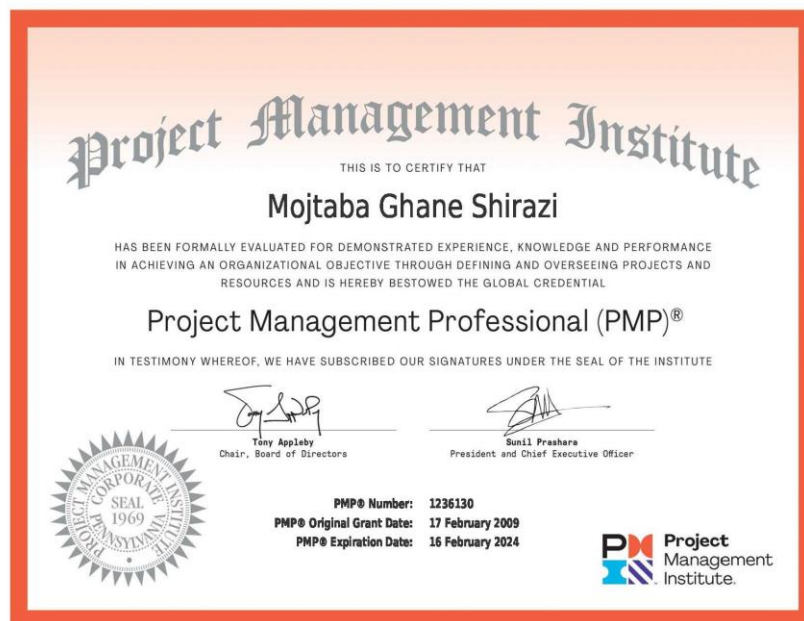 Project Management Institute
THIS IS TO CERTIFY THAT
Mojtaba Ghane Shirazi
HAS BEEN FORMALLY EVALUATED FOR DEMONSTRATED EXPERIENCE, KNOWLEDGE AND PERFORMANCE
IN ACHIEVING AN ORGANIZATIONAL OBJECTIVE THROUGH DEFINING AND OVERSEEING PROJECTS AND
RESOURCES AND IS HEREBY BESTOWED THE GLOBAL CREDENTIAL
Project Management Professional (PMP)®
IN TESTIMONY WHEREOF, WE HAVE SUBSCRIBED OUR SIGNATURES UNDER THE SEAL OF THE INSTITUTE
Tony Appleby
Chair, Board of Directors
Sunil Prashara
President and Chief Executive Officer
PROJECT MANAGEMENT INSTITUTE
CORPORATE
SEAL
1969
PENNSYLVANIA
PMP® Number: 1236130
PMP® Original Grant Date: 17 February 2009
PMP® Expiration Date: 16 February 2024
PMI
Project
Management
Institute.